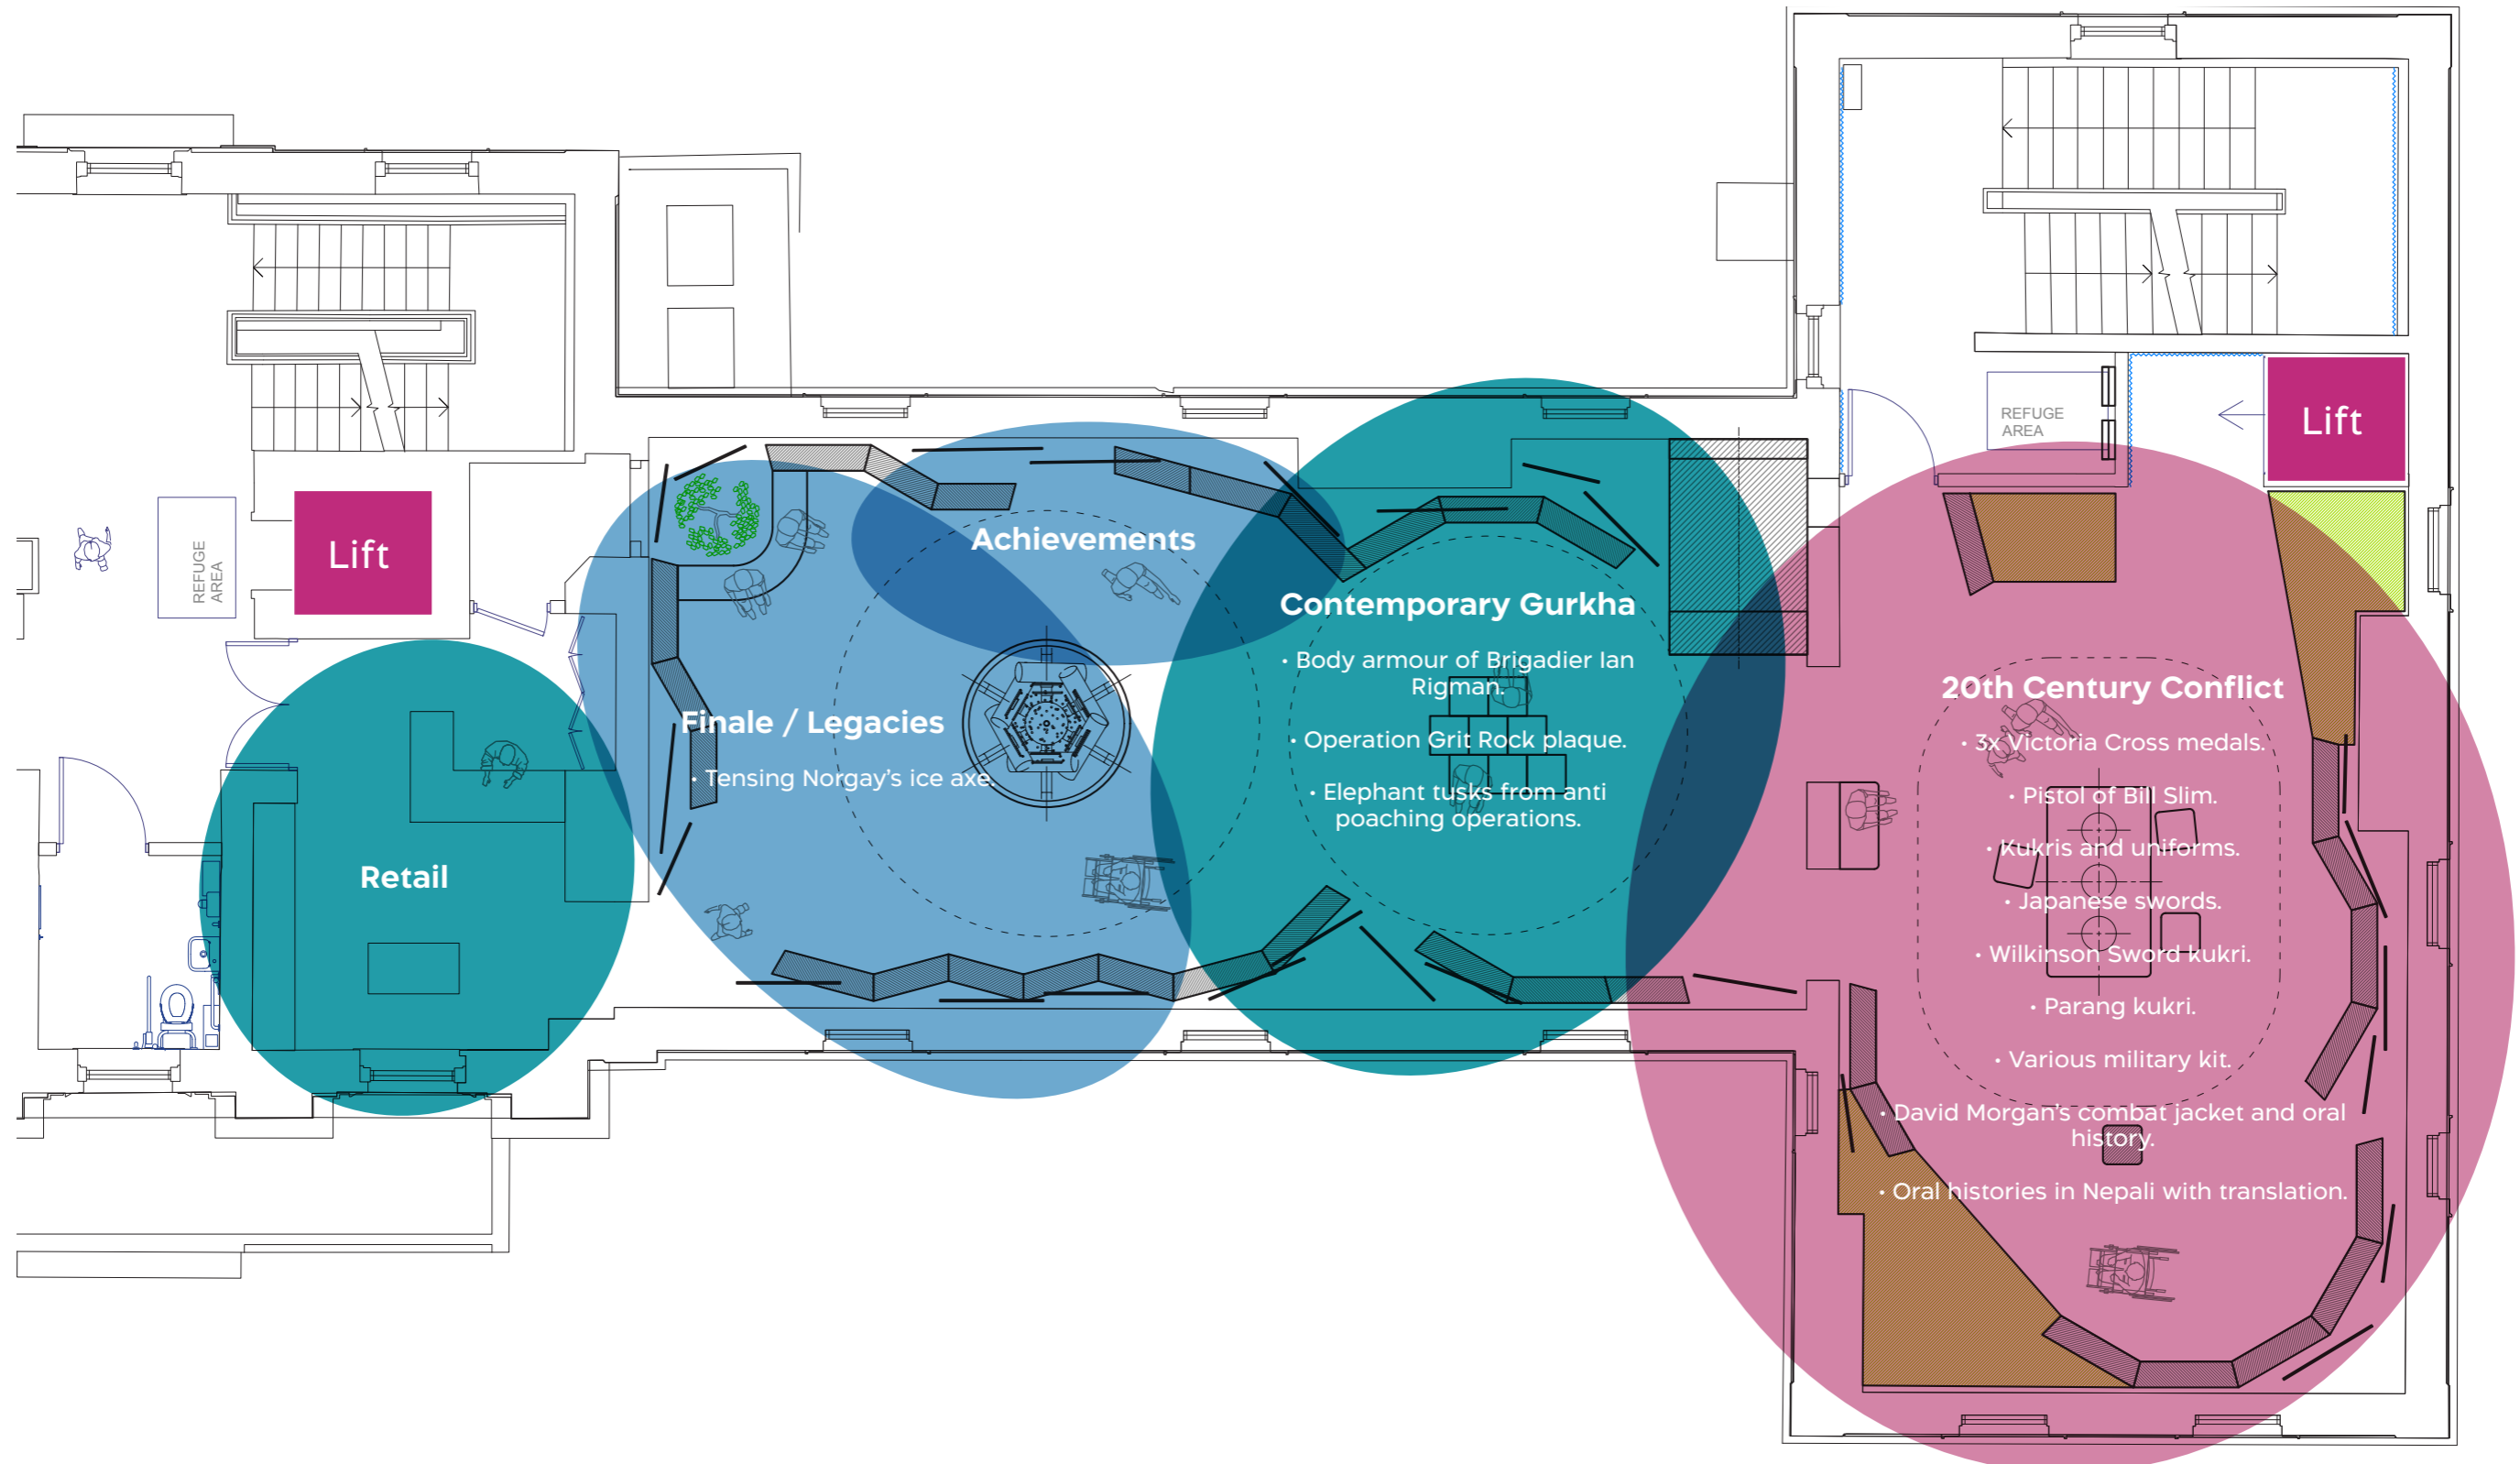 REFUGE
AREA
Lift
Retail
Finale / Legacies
• Tensing Norgay's ice axe.
Achievements
Contemporary Gurkha
• Body armour of Brigadier Ian
Rigman.
• Operation Grit Rock plaque.
• Elephant tusks from anti
poaching operations.
REFUGE
AREA
Lift
20th Century Conflict
• 3x Victoria Cross medals.
• Pistol of Bill Slim.
• Kukris and uniforms.
• Japanese swords.
• Wilkinson Sword kukri.
• Parang kukri.
• Various military kit.
• David Morgan's combat jacket and oral
history.
• Oral histories in Nepali with translation.